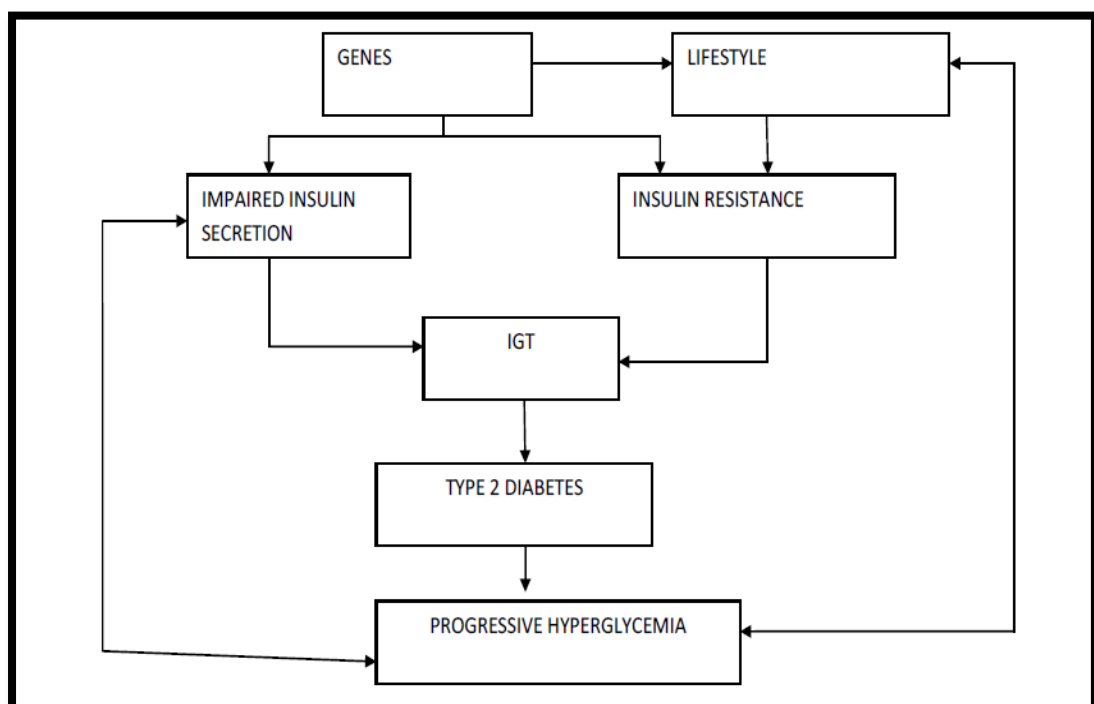 GENES
LIFESTYLE
IMPAIRED INSULIN
SECRETION
INSULIN RESISTANCE
IGT
TYPE 2 DIABETES
PROGRESSIVE HYPERGLYCEMIA